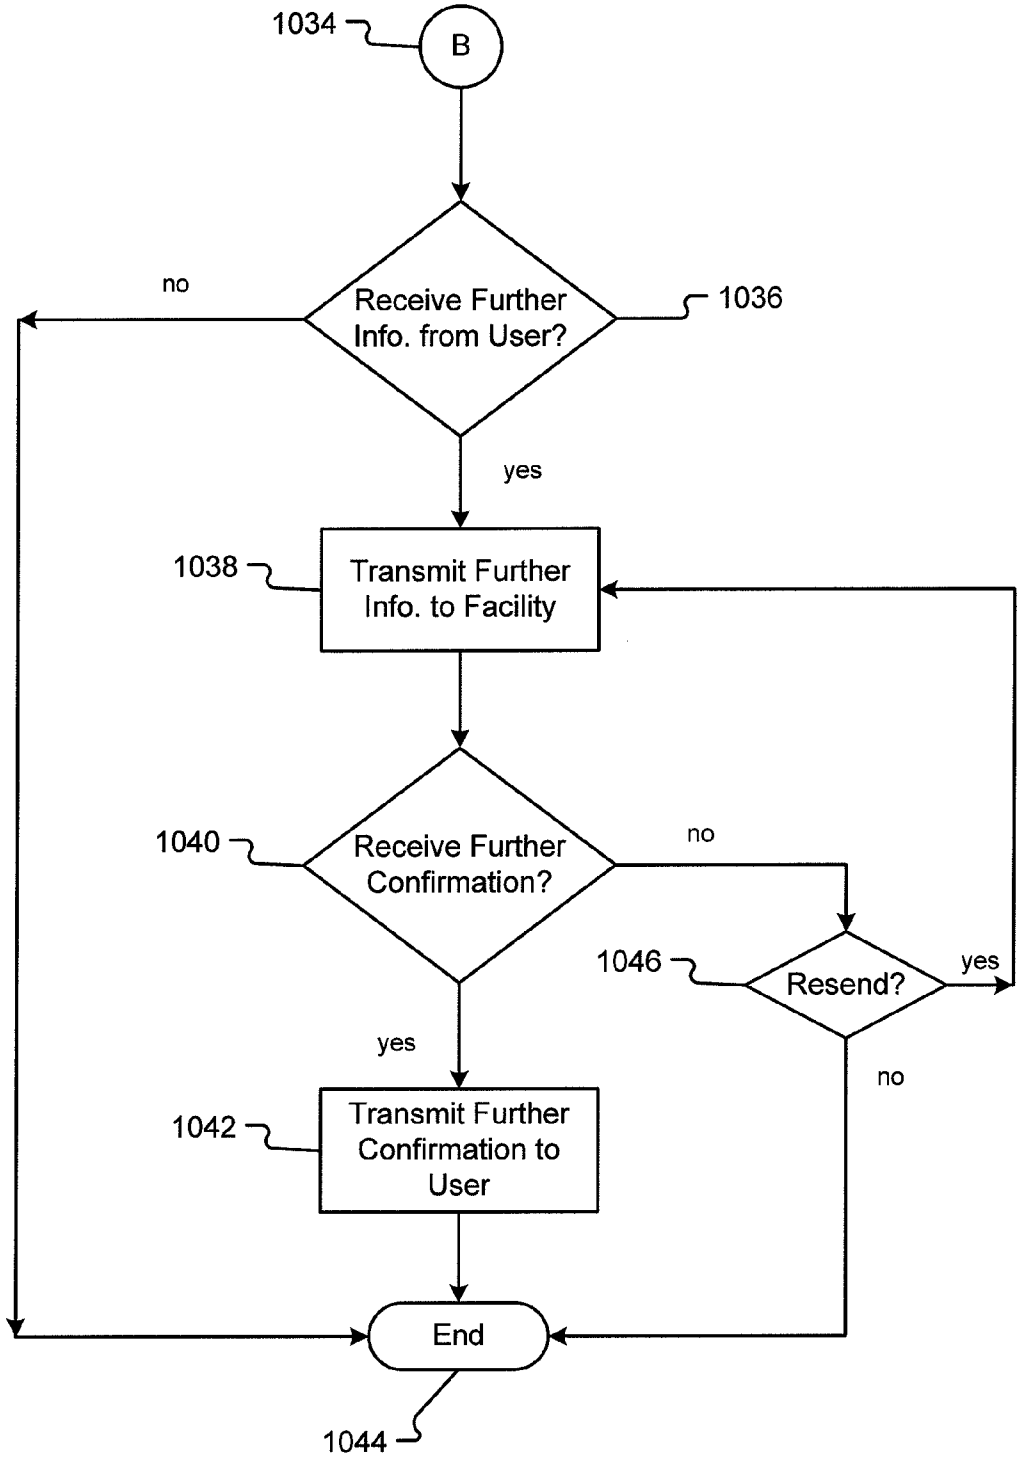 1034
B
no
Receive Further
Info. from User?
1036
yes
1038
Transmit Further
Info. to Facility
1040
Receive Further
Confirmation?
no
1046
Resend?
yes
yes
no
1042
Transmit Further
Confirmation to
User
End
1044